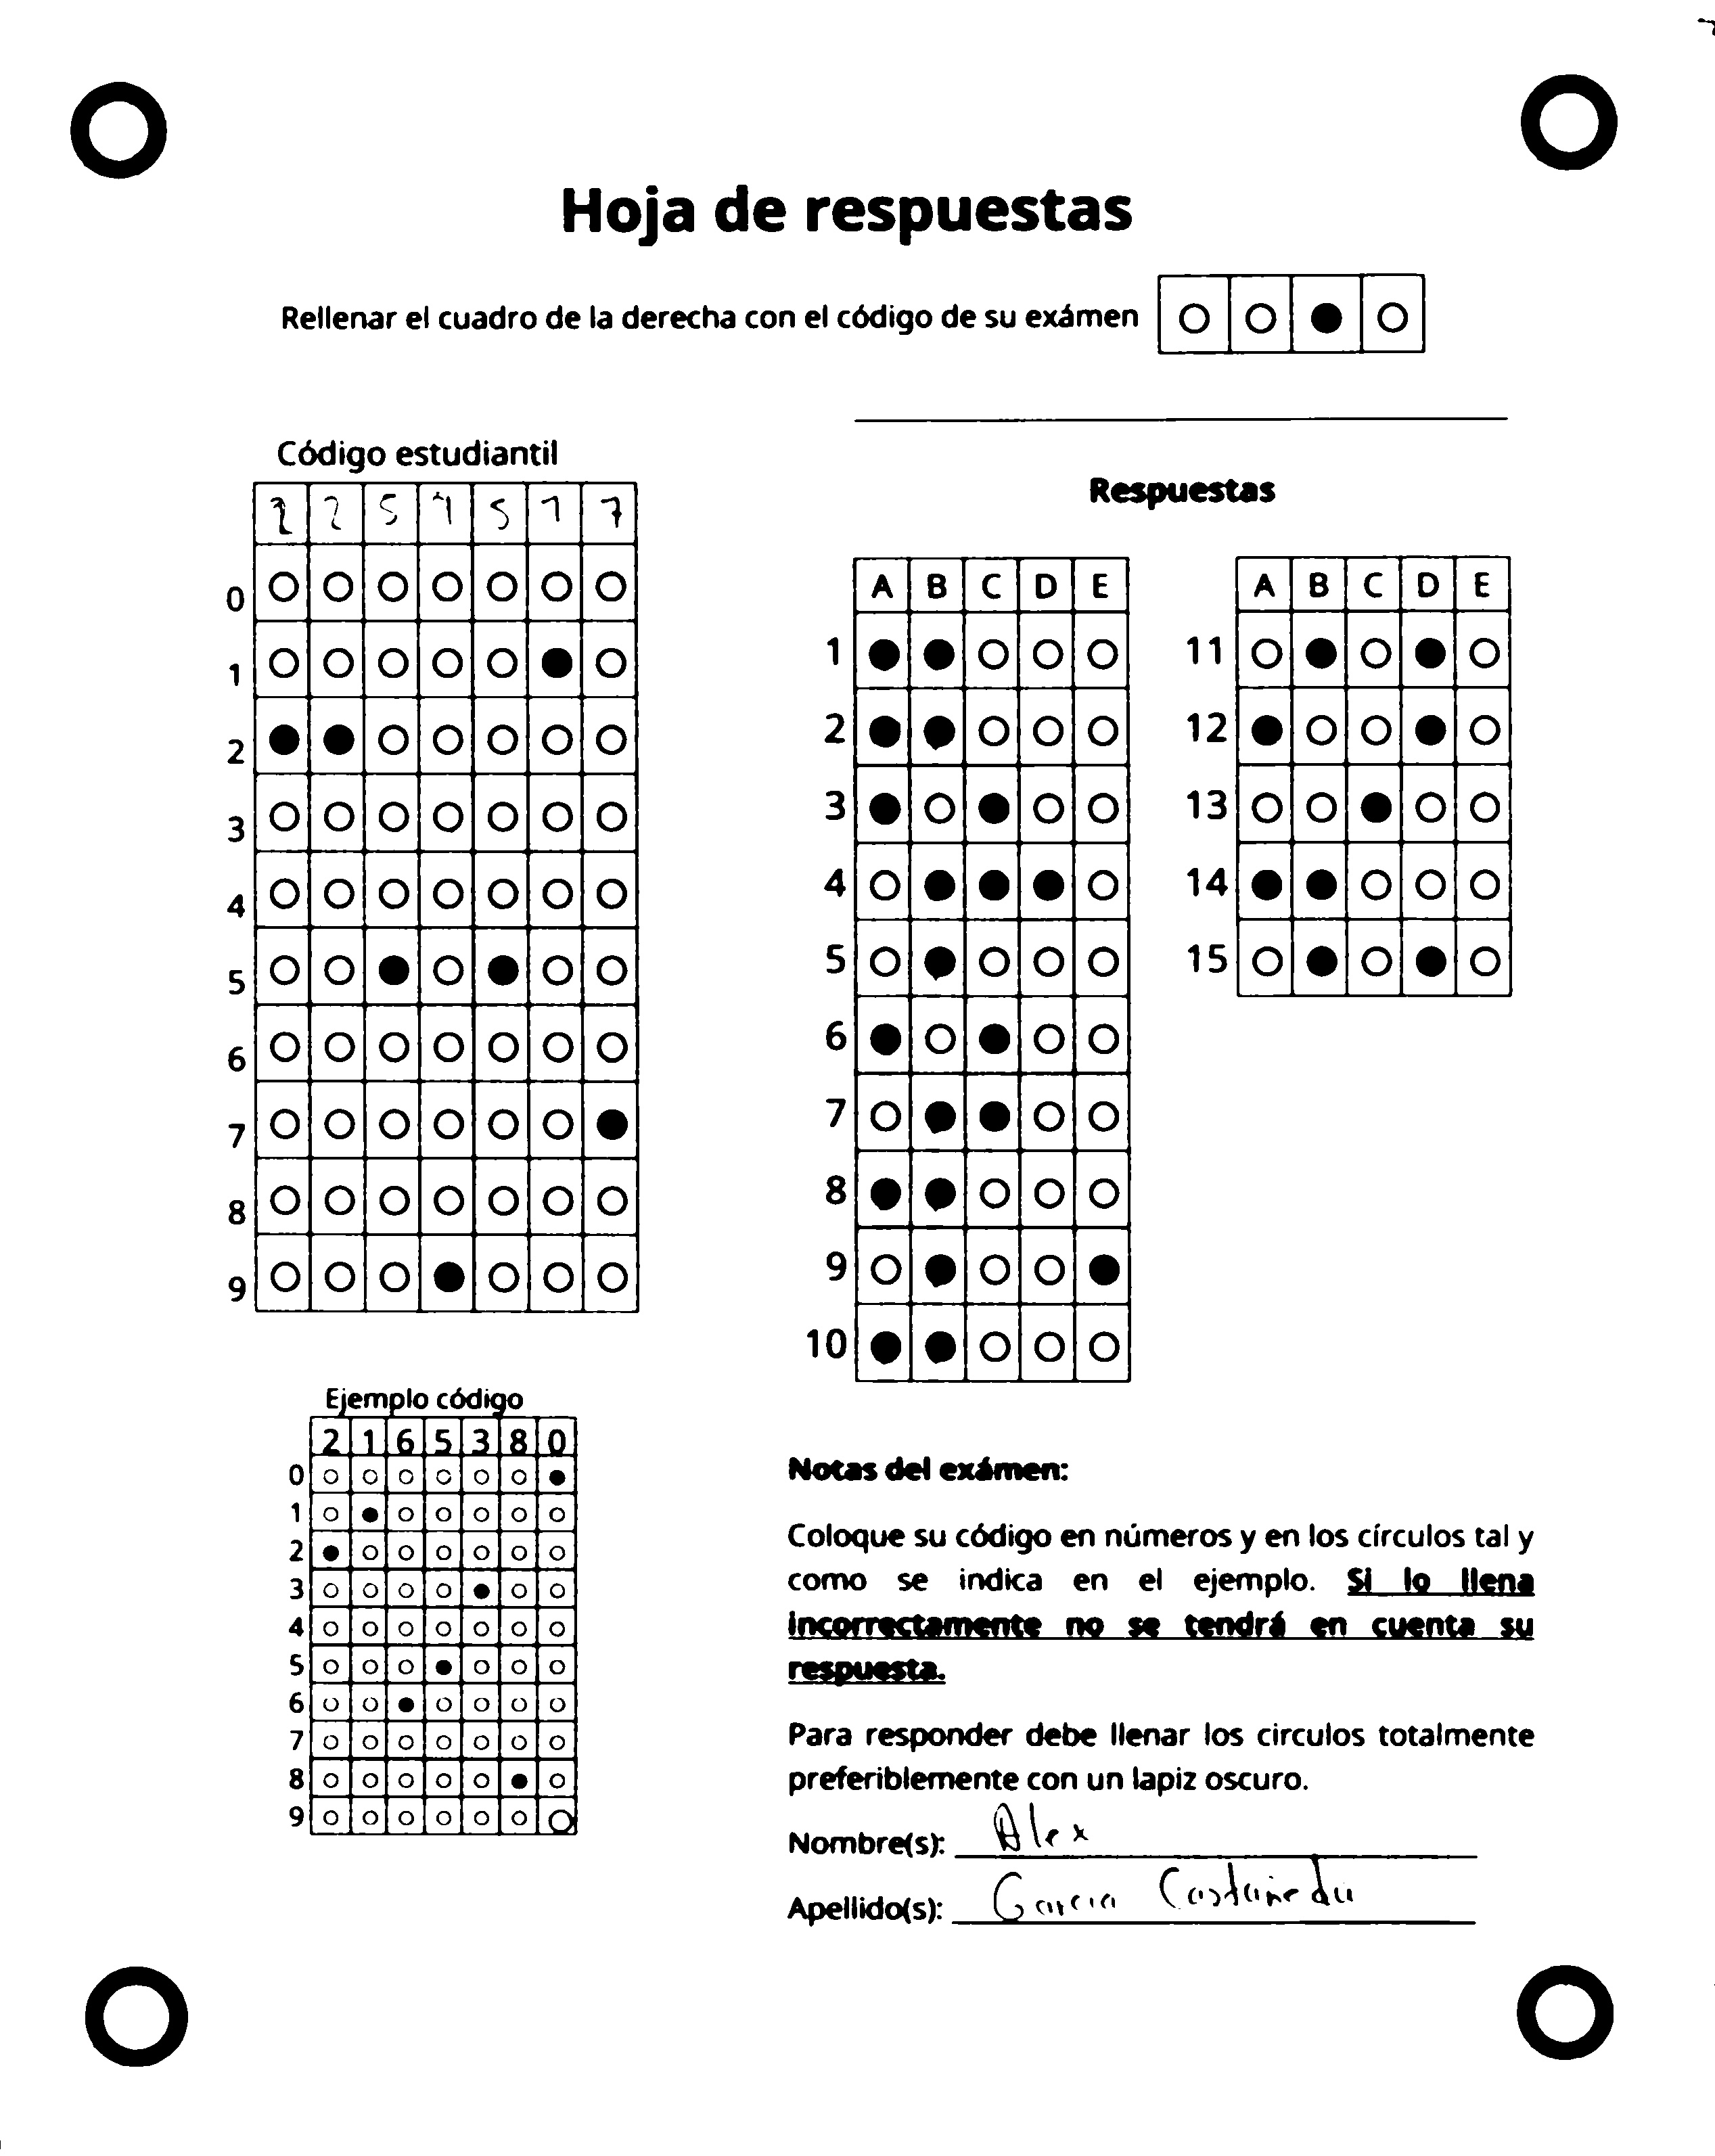 Hoja de respuestas
Rellenar el cuadro de la derecha con el código de su exámen
Código estudiantil
2 2 5 9 5 1 7
0
1
2
3
4
5
6
7
8
9
Respuestas
A B C D E
1
2
3
4
5
6
7
8
9
10
A B C D E
11
12
13
14
15
Ejemplo código
2 1 6 5 3 8 0
0
1
2
3
4
5
6
7
8
9
Notas del exámen:
Coloque su código en números y en los círculos tal y
como se indica en el ejemplo. Si lo llena
incorrectamente no se tendrá en cuenta su
respuesta.
Para responder debe llenar los circulos totalmente
preferiblemente con un lapiz oscuro.
Nombre(s): Alex
Apellido(s): Garcia Castañeda